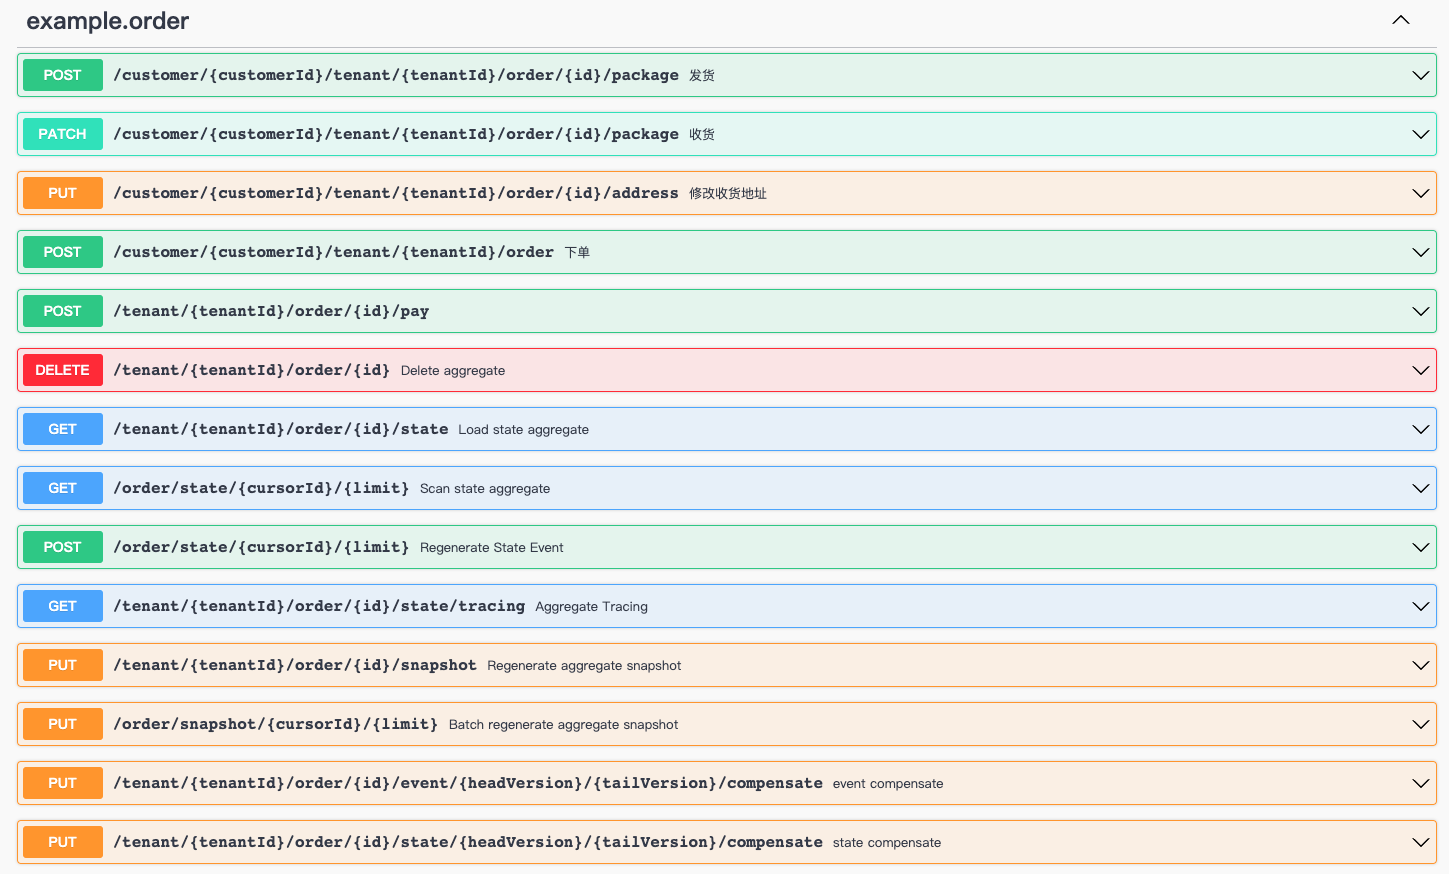 example.order
POST /customer/{customerId}/tenant/{tenantId}/order/{id}/package 发货
PATCH /customer/{customerId}/tenant/{tenantId}/order/{id}/package 收货
PUT /customer/{customerId}/tenant/{tenantId}/order/{id}/address 修改收货地址
POST /customer/{customerId}/tenant/{tenantId}/order 下单
POST /tenant/{tenantId}/order/{id}/pay
DELETE /tenant/{tenantId}/order/{id} Delete aggregate
GET /tenant/{tenantId}/order/{id}/state Load state aggregate
GET /order/state/{cursorId}/{limit} Scan state aggregate
POST /order/state/{cursorId}/{limit} Regenerate State Event
GET /tenant/{tenantId}/order/{id}/state/tracing Aggregate Tracing
PUT /tenant/{tenantId}/order/{id}/snapshot Regenerate aggregate snapshot
PUT /order/snapshot/{cursorId}/{limit} Batch regenerate aggregate snapshot
PUT /tenant/{tenantId}/order/{id}/event/{headVersion}/{tailVersion}/compensate event compensate
PUT /tenant/{tenantId}/order/{id}/state/{headVersion}/{tailVersion}/compensate state compensate